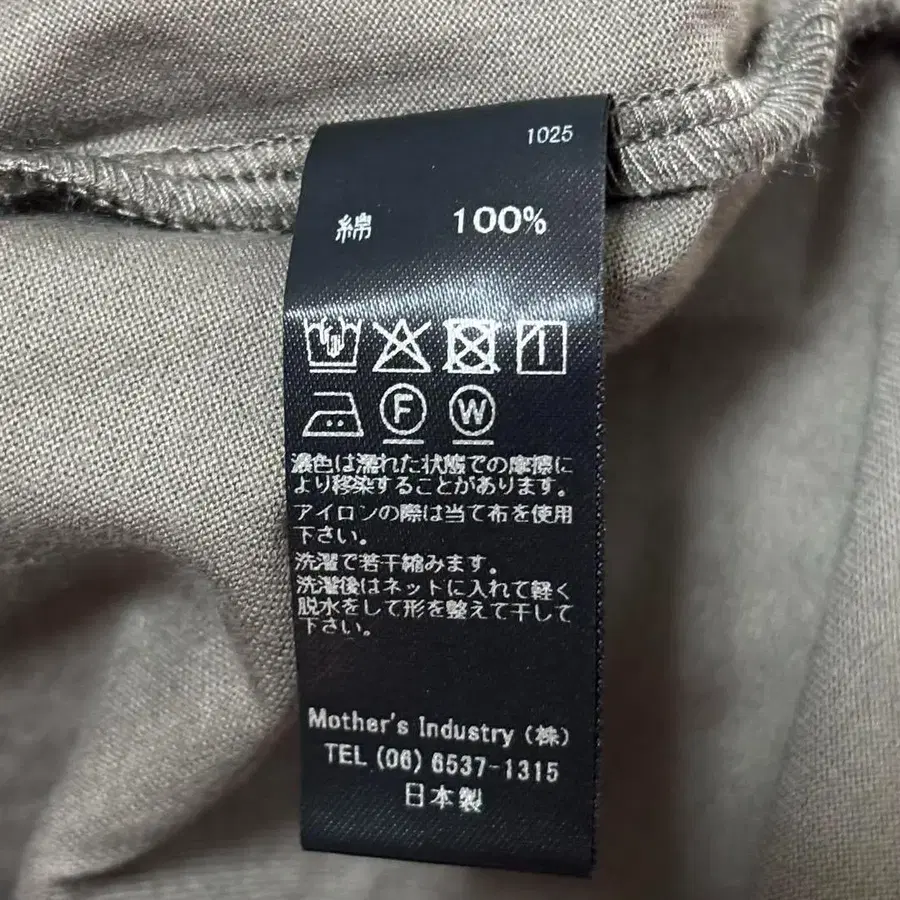 1025
綿 100%
F W
濃色は濡れた状態での摩擦に
より移染することがあります。
アイロンの際は当て布を使用
下さい。
洗濯で若干縮みます。
洗濯後はネットに入れて軽く
脱水をして形を整えて干して
下さい。
Mother's Industry（株）
TEL (06) 6537-1315
日本製